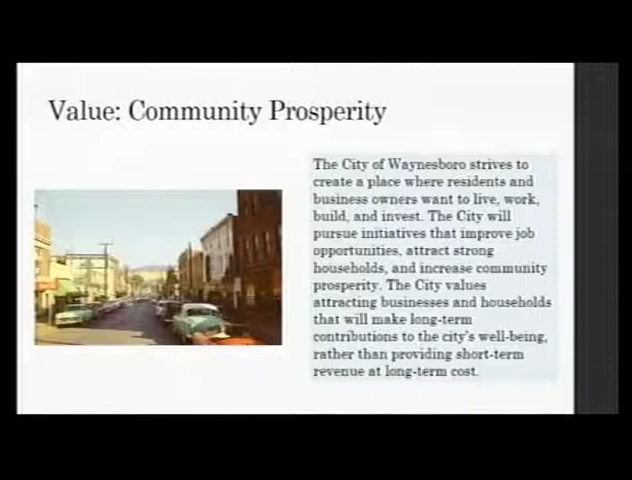 Value: Community Prosperity
The City of Waynesboro strives to
create a place where residents and
business owners want to live, work,
build, and invest. The City will
pursue initiatives that improve job
opportunities, attract strong
households, and increase community
prosperity. The City values
attracting businesses and households
that will make long-term
contributions to the city's well-being,
rather than providing short-term
revenue at long-term cost.